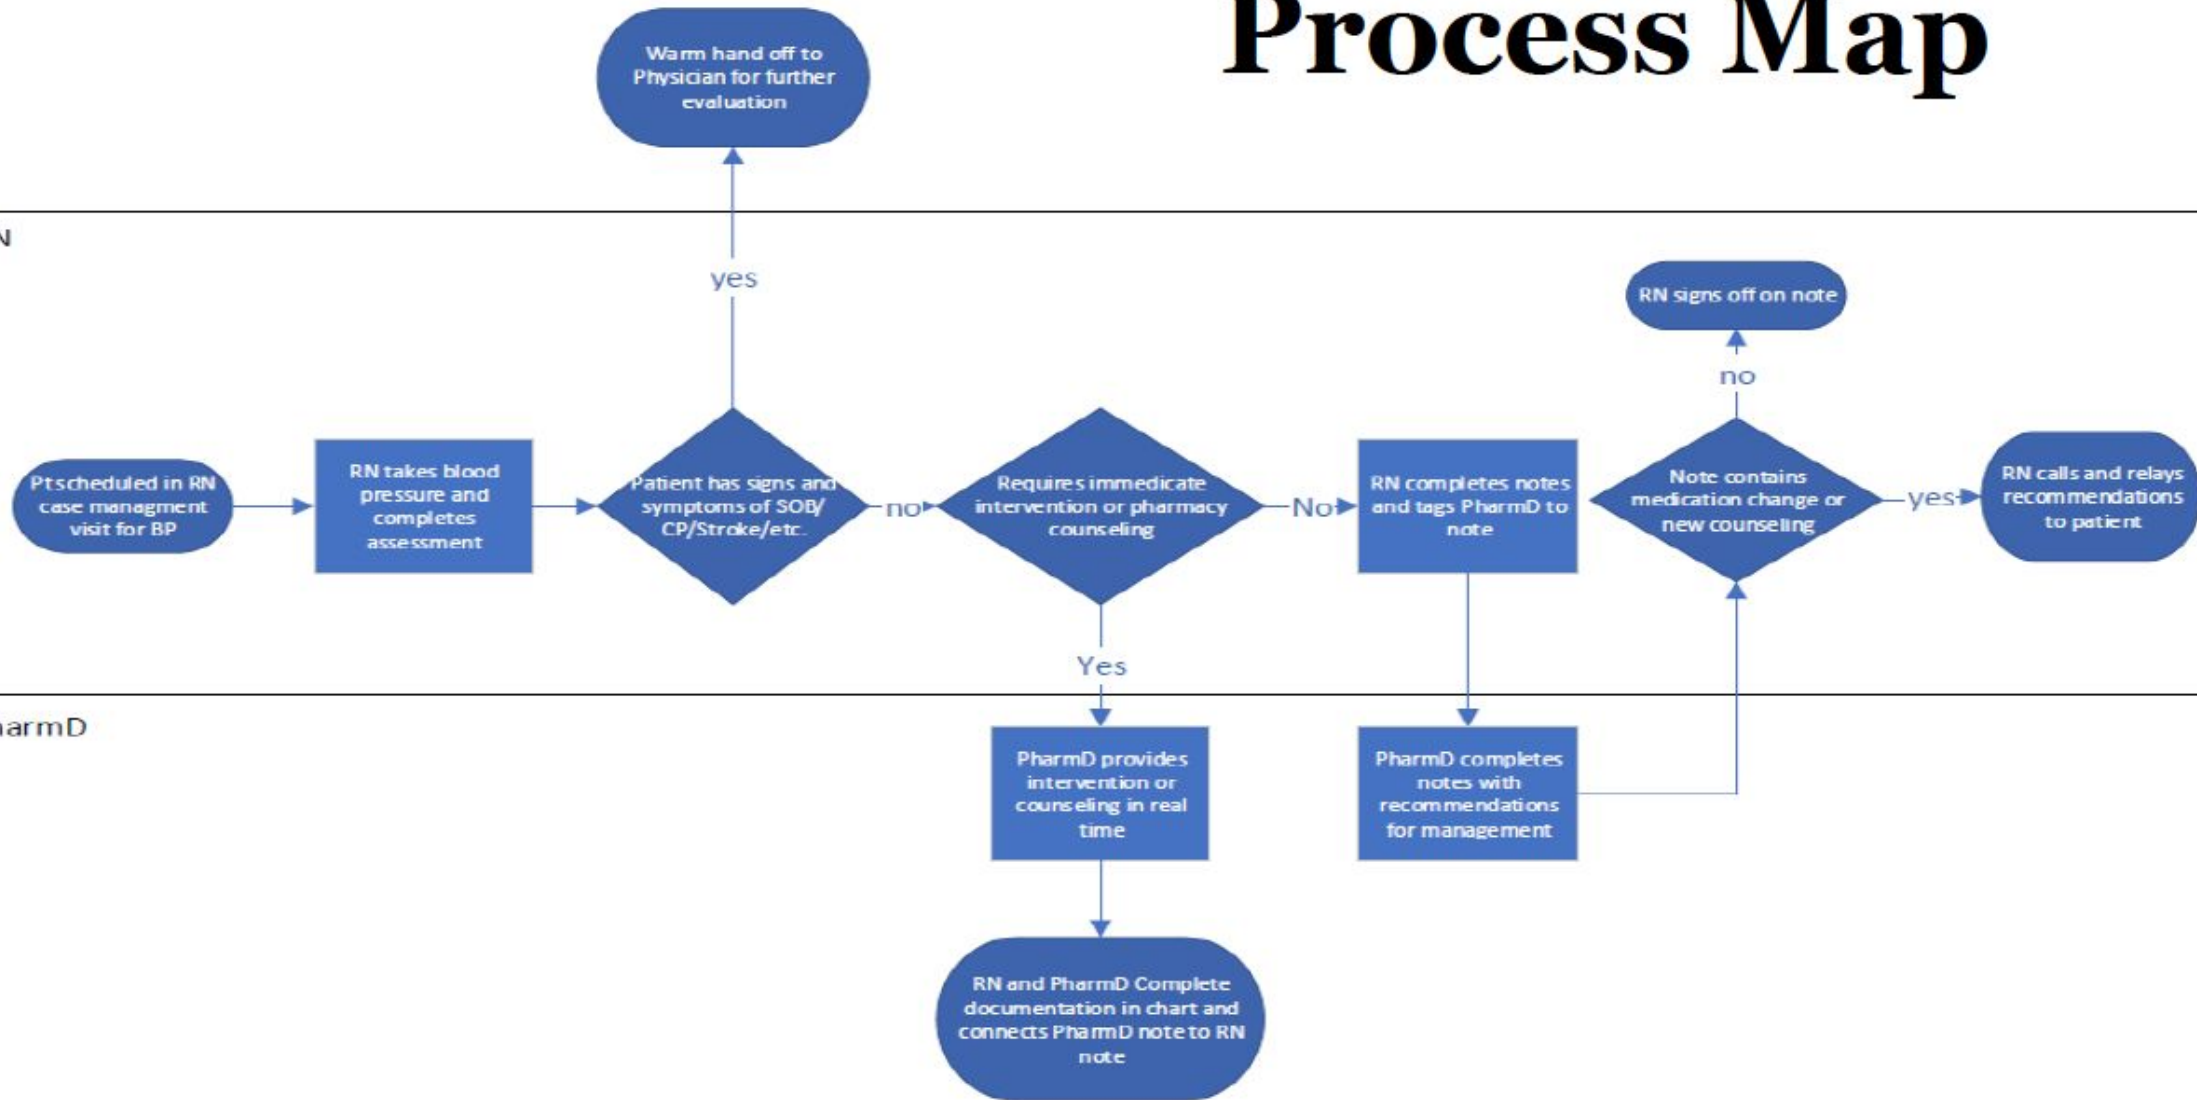 Process Map
Warm hand off to
Physician for further
evaluation
N
yes
RN signs off on note
no
Pt scheduled in RN
case managment
visit for BP
RN takes blood
pressure and
completes
assessment
Patient has signs and
symptoms of SOB/
CP/Stroke/etc.
no
Requires immedicate
intervention or pharmacy
counseling
No
RN completes notes
and tags PharmD to
note
Note contains
medication change or
new counseling
yes
RN calls and relays
recommendations
to patient
Yes
armD
PharmD provides
intervention or
counseling in real
time
PharmD completes
notes with
recommendations
for management
RN and PharmD Complete
documentation in chart and
connects PharmD note to RN
note